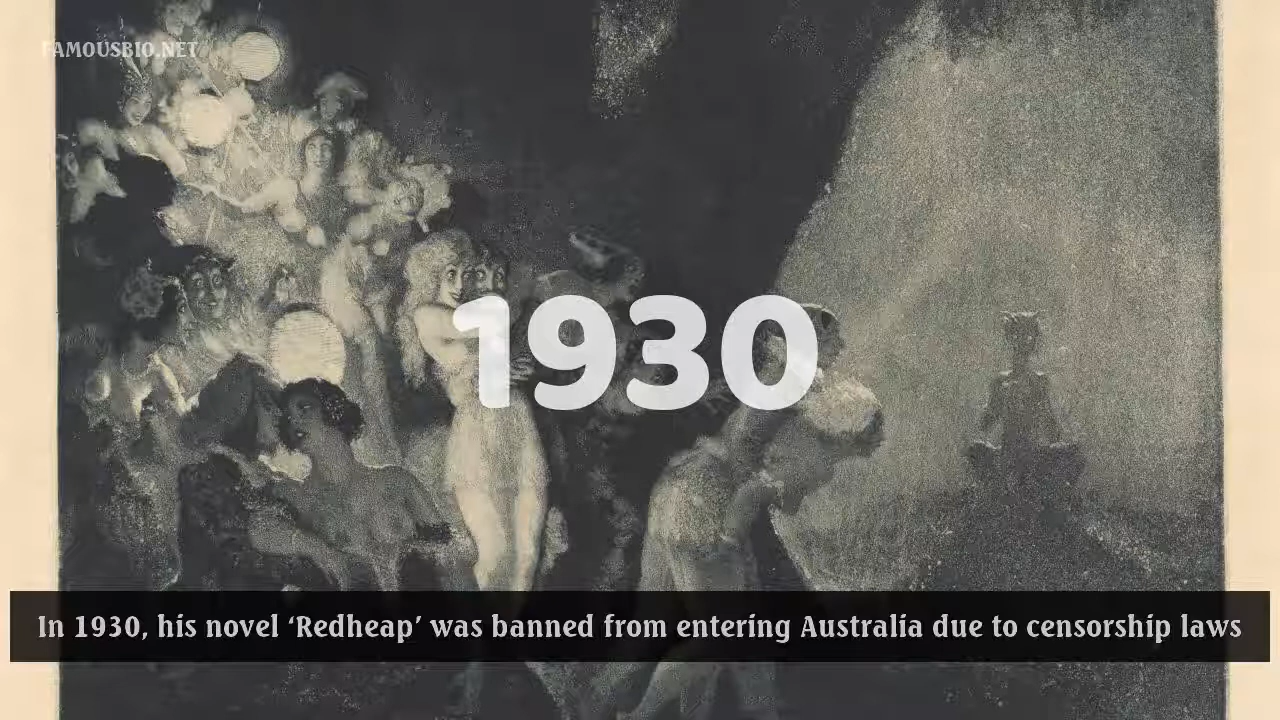 FAMOUSBIO.NET
1930
In 1930, his novel ‘Redheap’ was banned from entering Australia due to censorship laws